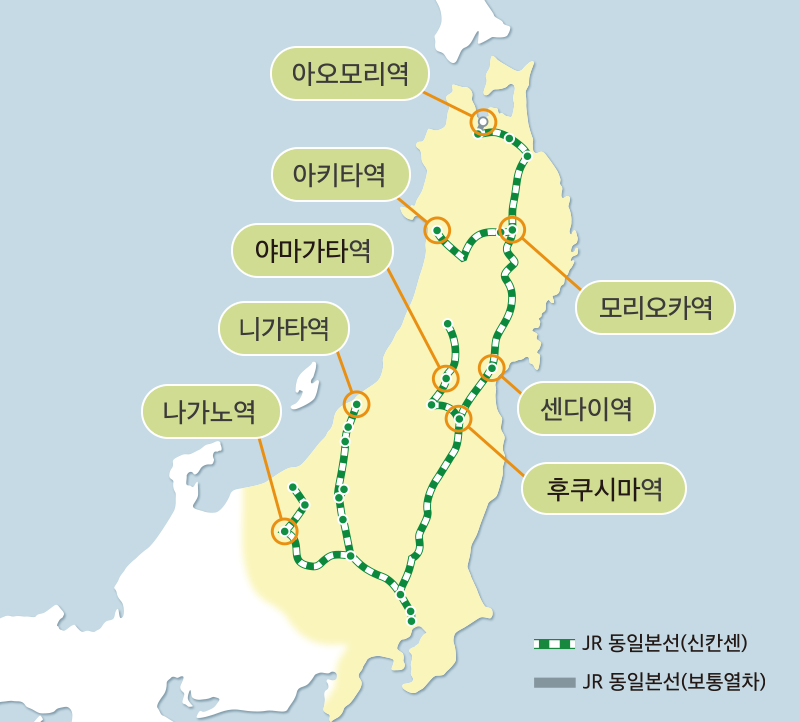 아오모리역
아키타역
야마가타역
모리오카역
니가타역
센다이역
나가노역
후쿠시마역
JR 동일본선(신칸센)
JR 동일본선(보통열차)